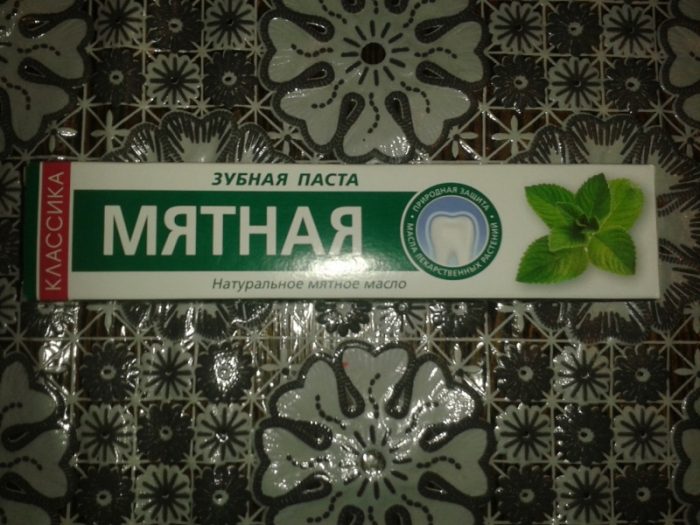 КЛАССИКА
ЗУБНАЯ ПАСТА
МЯТНАЯ
Натуральное мятное масло
ПРИРОДНАЯ ЗАЩИТА
МАСЛА ЛЕКАРСТВЕННЫХ РАСТЕНИЙ